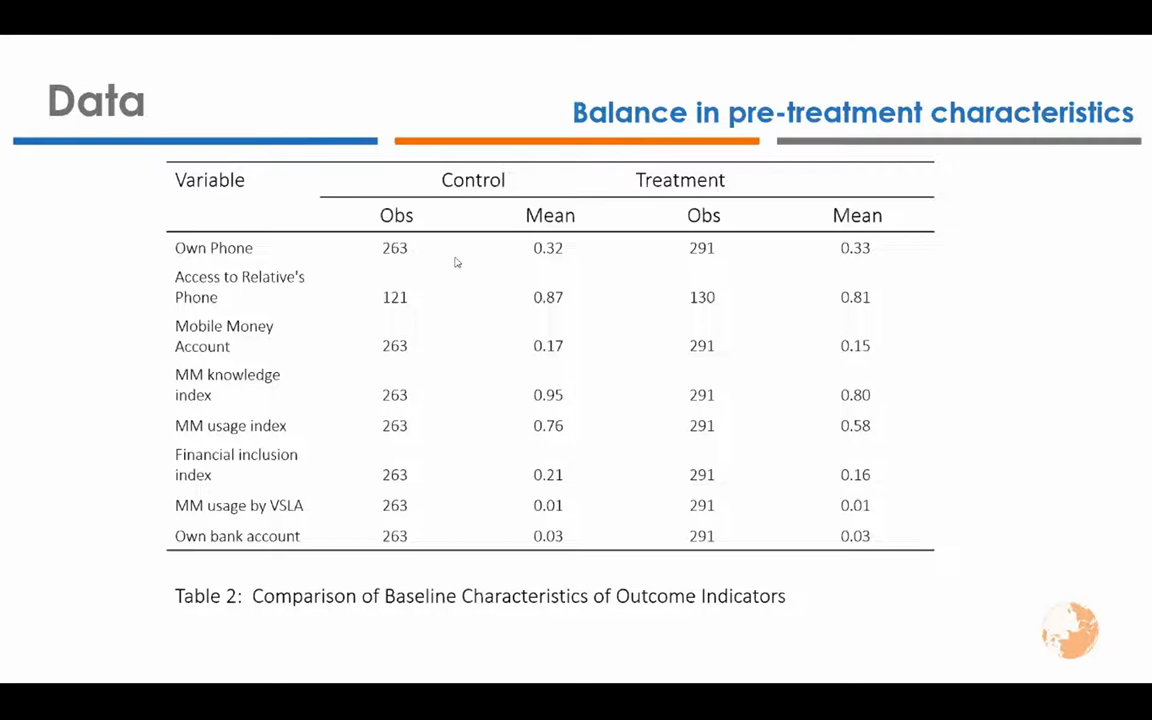 Data
Balance in pre-treatment characteristics
Variable Control Treatment
Obs Mean Obs Mean
Own Phone 263 0.32 291 0.33
Access to Relative's
Phone 121 0.87 130 0.81
Mobile Money
Account 263 0.17 291 0.15
MM knowledge
index 263 0.95 291 0.80
MM usage index 263 0.76 291 0.58
Financial inclusion
index 263 0.21 291 0.16
MM usage by VSLA 263 0.01 291 0.01
Own bank account 263 0.03 291 0.03
Table 2: Comparison of Baseline Characteristics of Outcome Indicators